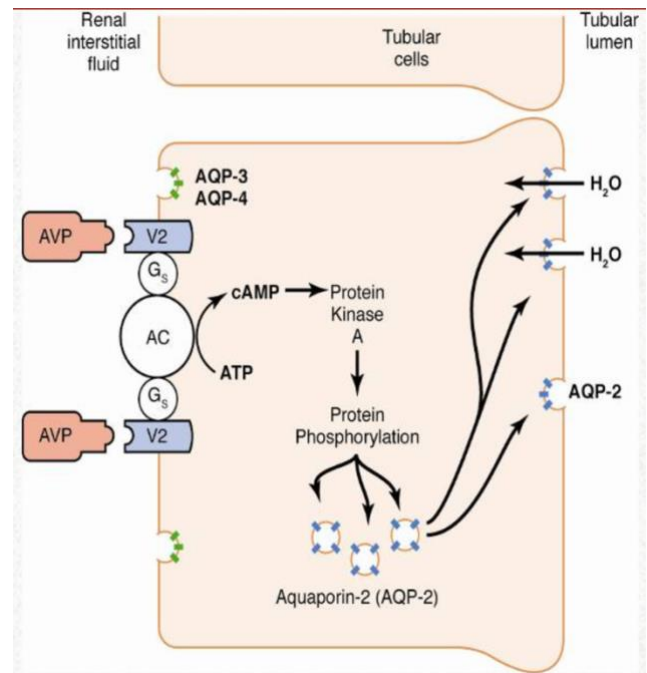 Renal
interstitial
fluid
Tubular
cells
Tubular
lumen
AQP-3
AQP-4
H₂O
AVP
V2
Gs
H₂O
cAMP
Protein
Kinase
A
AC
ATP
AQP-2
Gs
Protein
Phosphorylation
AVP
V2
Aquaporin-2 (AQP-2)